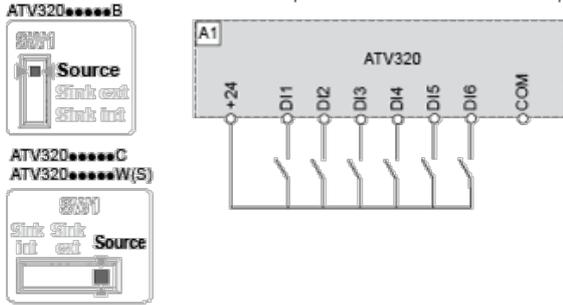 ATV320●●●●●B
SW1
Source
Sink ext
Sink int
ATV320●●●●●C
ATV320●●●●●W(S)
SW1
Sink int
Sink ext
Source
A1
ATV320
+24
DI1
DI2
DI3
DI4
DI5
DI6
COM